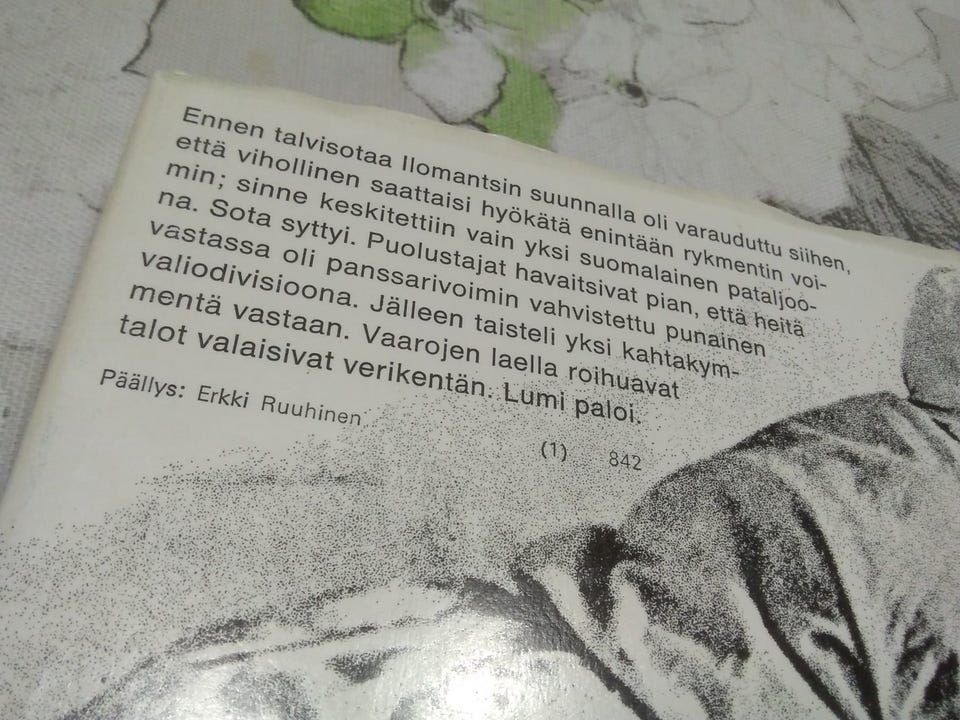 Ennen talvisotaa Ilomantsin suunnalla oli varauduttu siihen,
että vihollinen saattaisi hyökätä enintään rykmentin voi-
min; sinne keskitettiin vain yksi suomalainen pataljoo-
na. Sota syttyi. Puolustajat havaitsivat pian, että heitä
vastassa oli panssarivoimin vahvistettu punainen
valiodivisioona. Jälleen taisteli yksi kahtakym-
mentä vastaan. Vaarojen laella roihuavat
talot valaisivat verikentän. Lumi paloi.
Päällys: Erkki Ruuhinen
(1) 842